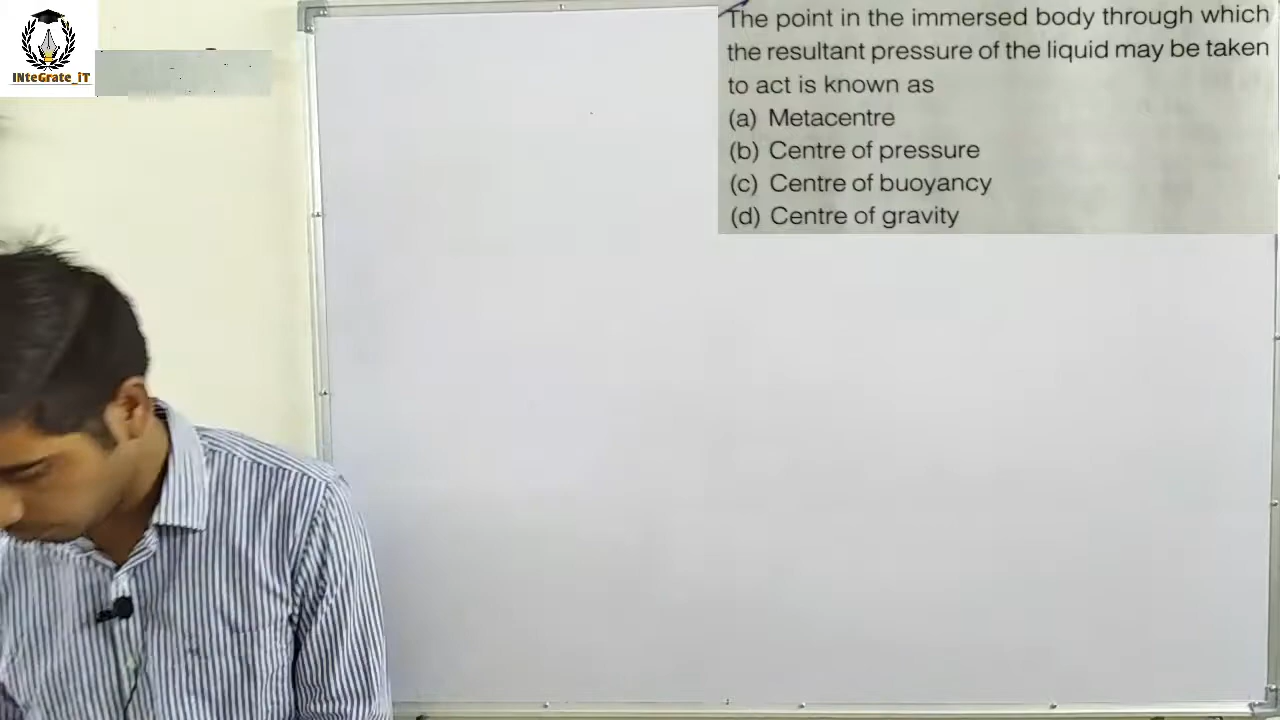 INteGrate_iT
The point in the immersed body through which
the resultant pressure of the liquid may be taken
to act is known as
(a) Metacentre
(b) Centre of pressure
(c) Centre of buoyancy
(d) Centre of gravity